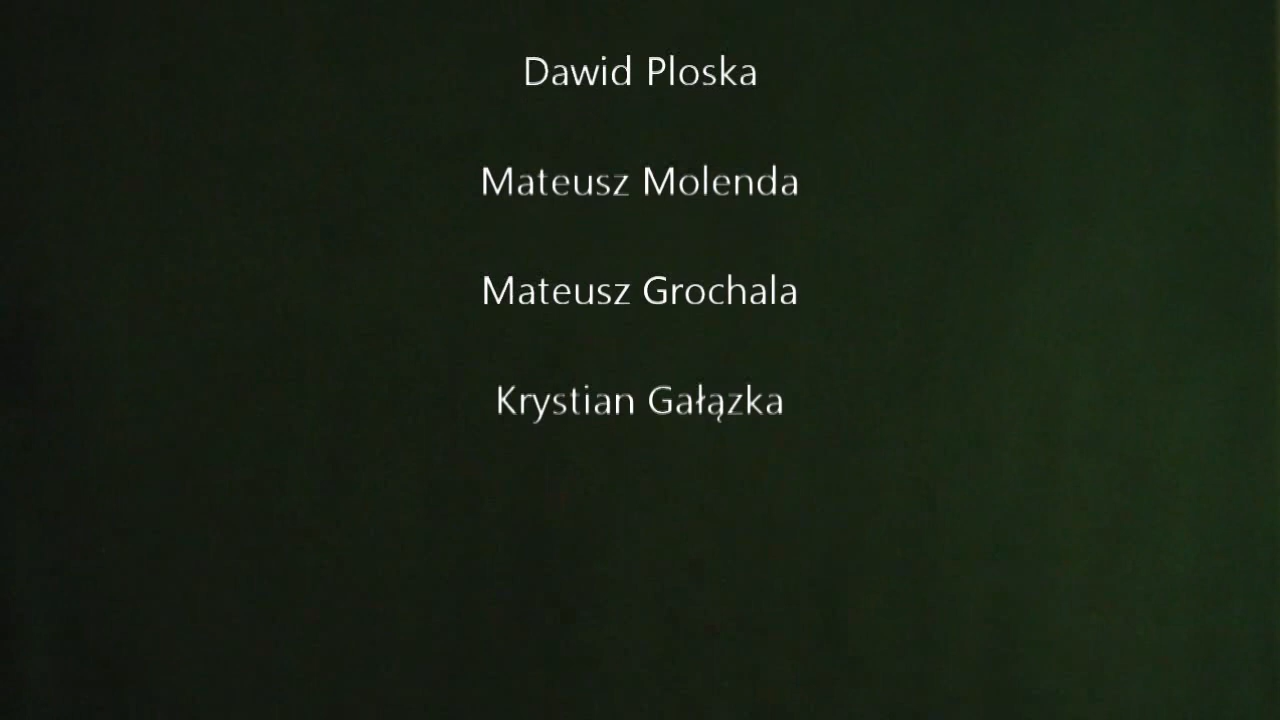 Dawid Ploska
Mateusz Molenda
Mateusz Grochala
Krystian Gałązka